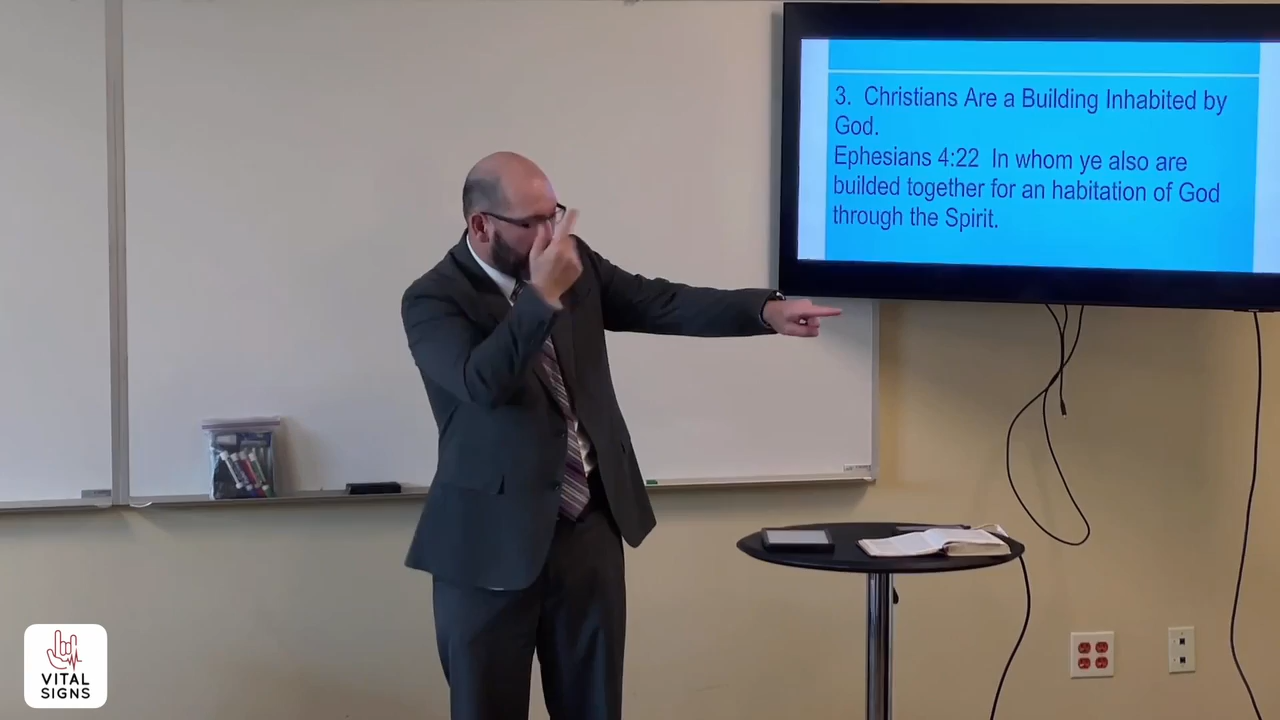 3. Christians Are a Building Inhabited by
God.
Ephesians 4:22 In whom ye also are
builded together for an habitation of God
through the Spirit.
VITAL
SIGNS